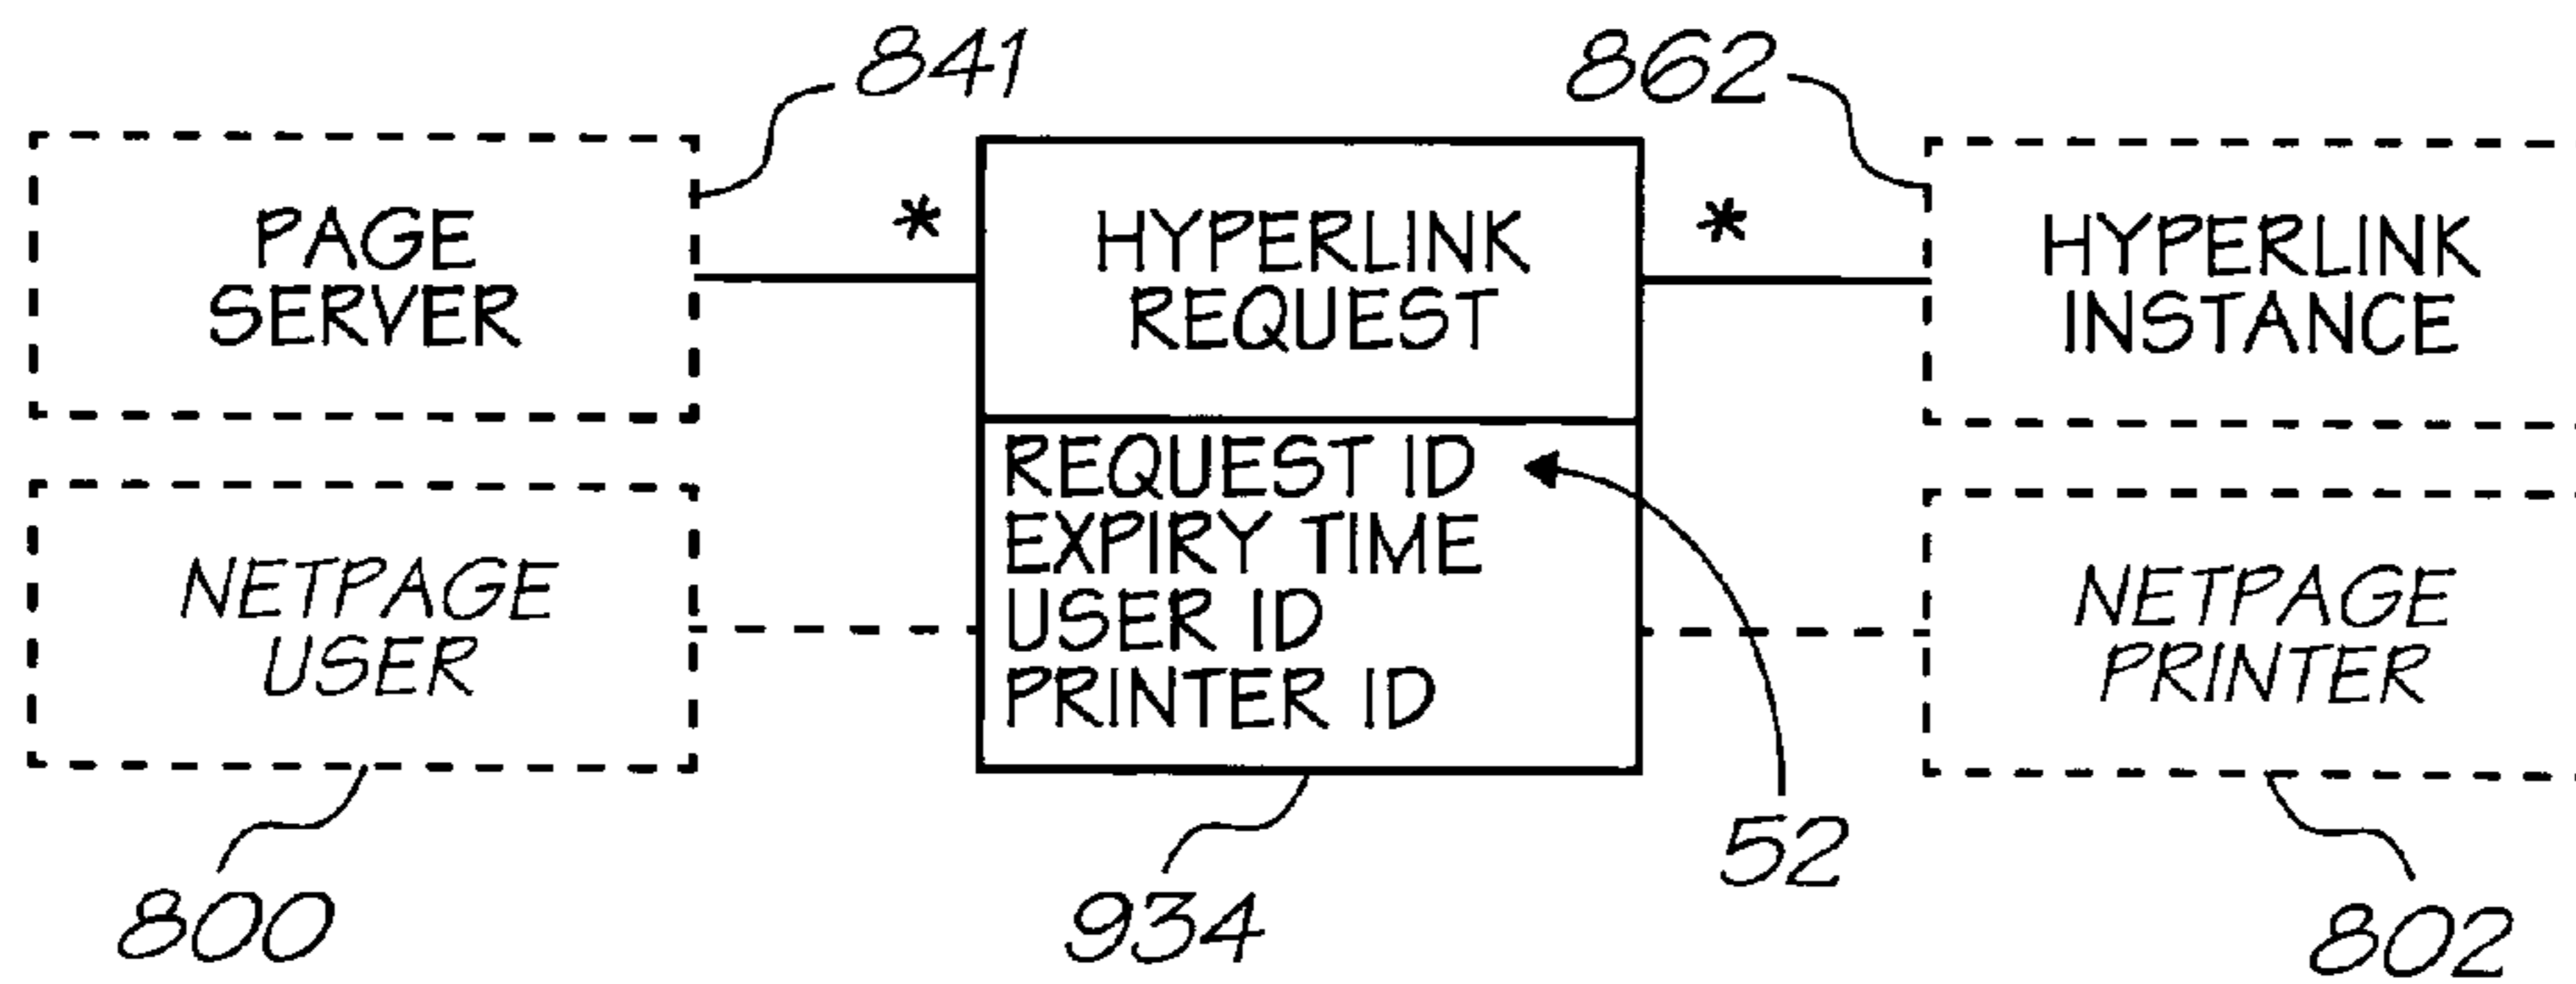 841
862
PAGE
SERVER
*
HYPERLINK
REQUEST
*
HYPERLINK
INSTANCE
NETPAGE
USER
REQUEST ID
EXPIRY TIME
USER ID
PRINTER ID
NETPAGE
PRINTER
52
800
934
802